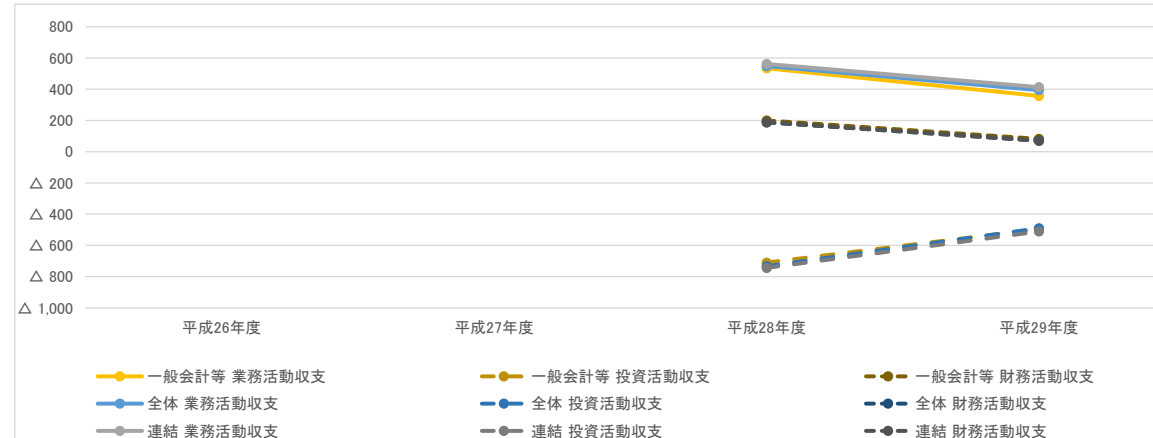 800
600
400
200
0
△ 200
△ 400
△ 600
△ 800
△ 1,000
平成26年度 平成27年度 平成28年度 平成29年度
一般会計等 業務活動収支 一般会計等 投資活動収支 一般会計等 財務活動収支
全体 業務活動収支 全体 投資活動収支 全体 財務活動収支
連結 業務活動収支 連結 投資活動収支 連結 財務活動収支